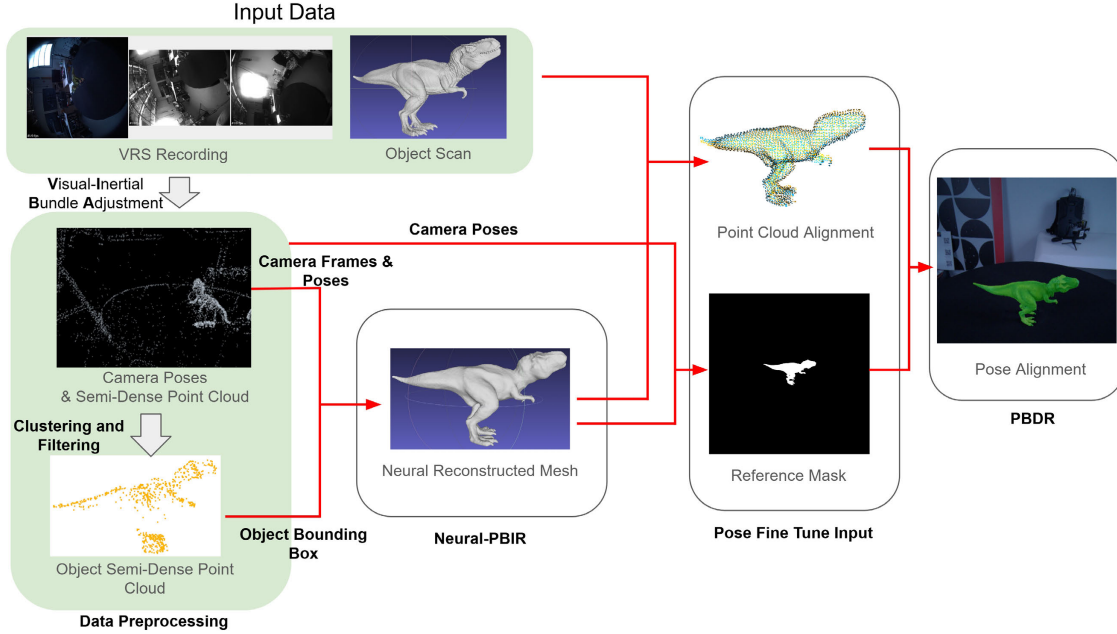 Input Data
VRS Recording
Object Scan
Visual-Inertial
Bundle Adjustment
Camera Poses
& Semi-Dense Point Cloud
Clustering and
Filtering
Object Semi-Dense Point
Cloud
Data Preprocessing
Camera Poses
Camera Frames &
Poses
Object Bounding
Box
Neural Reconstructed Mesh
Neural-PBIR
Point Cloud Alignment
Reference Mask
Pose Fine Tune Input
Pose Alignment
PBDR